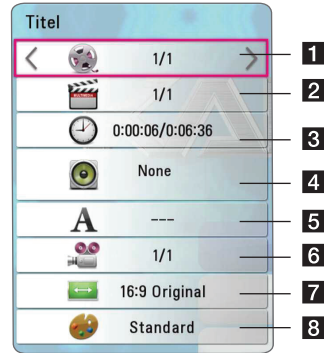 Titel
1/1 1
1/1 2
0:00:06/0:06:36 3
None 4
A --- 5
1/1 6
16:9 Original 7
Standard 8